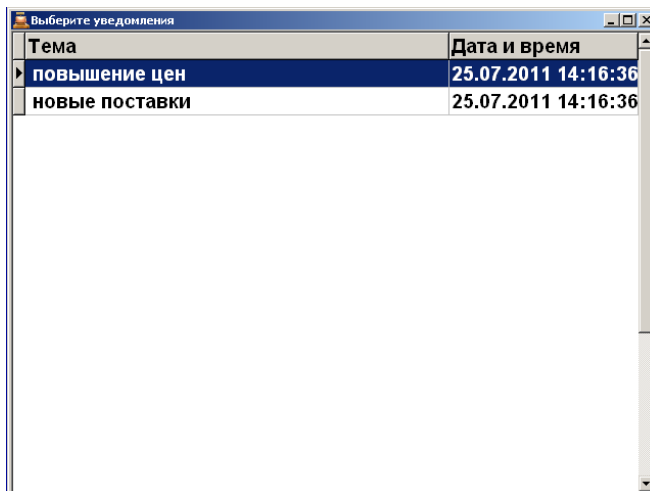 Выберите уведомления
Тема Дата и время
повышение цен 25.07.2011 14:16:36
новые поставки 25.07.2011 14:16:36